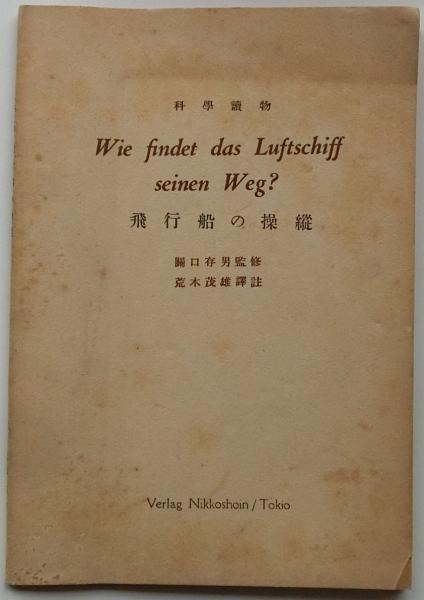 科學讀物
Wie findet das Luftschiff
seinen Weg?
飛行船の操縱
關口存男監修
荒木茂雄譯註
Verlag Nikkoshoin / Tokio